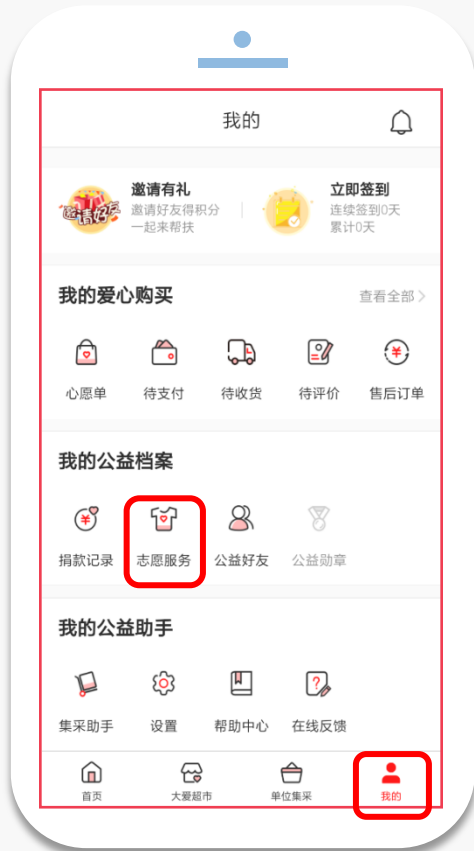 我的
邀请好友
邀请有礼
邀请好友得积分
一起来帮扶
立即签到
连续签到0天
累计0天
我的爱心购买
查看全部
心愿单
待支付
待收货
待评价
售后订单
我的公益档案
捐款记录
志愿服务
公益好友
公益勋章
我的公益助手
集采助手
设置
帮助中心
在线反馈
首页
大爱超市
单位集采
我的